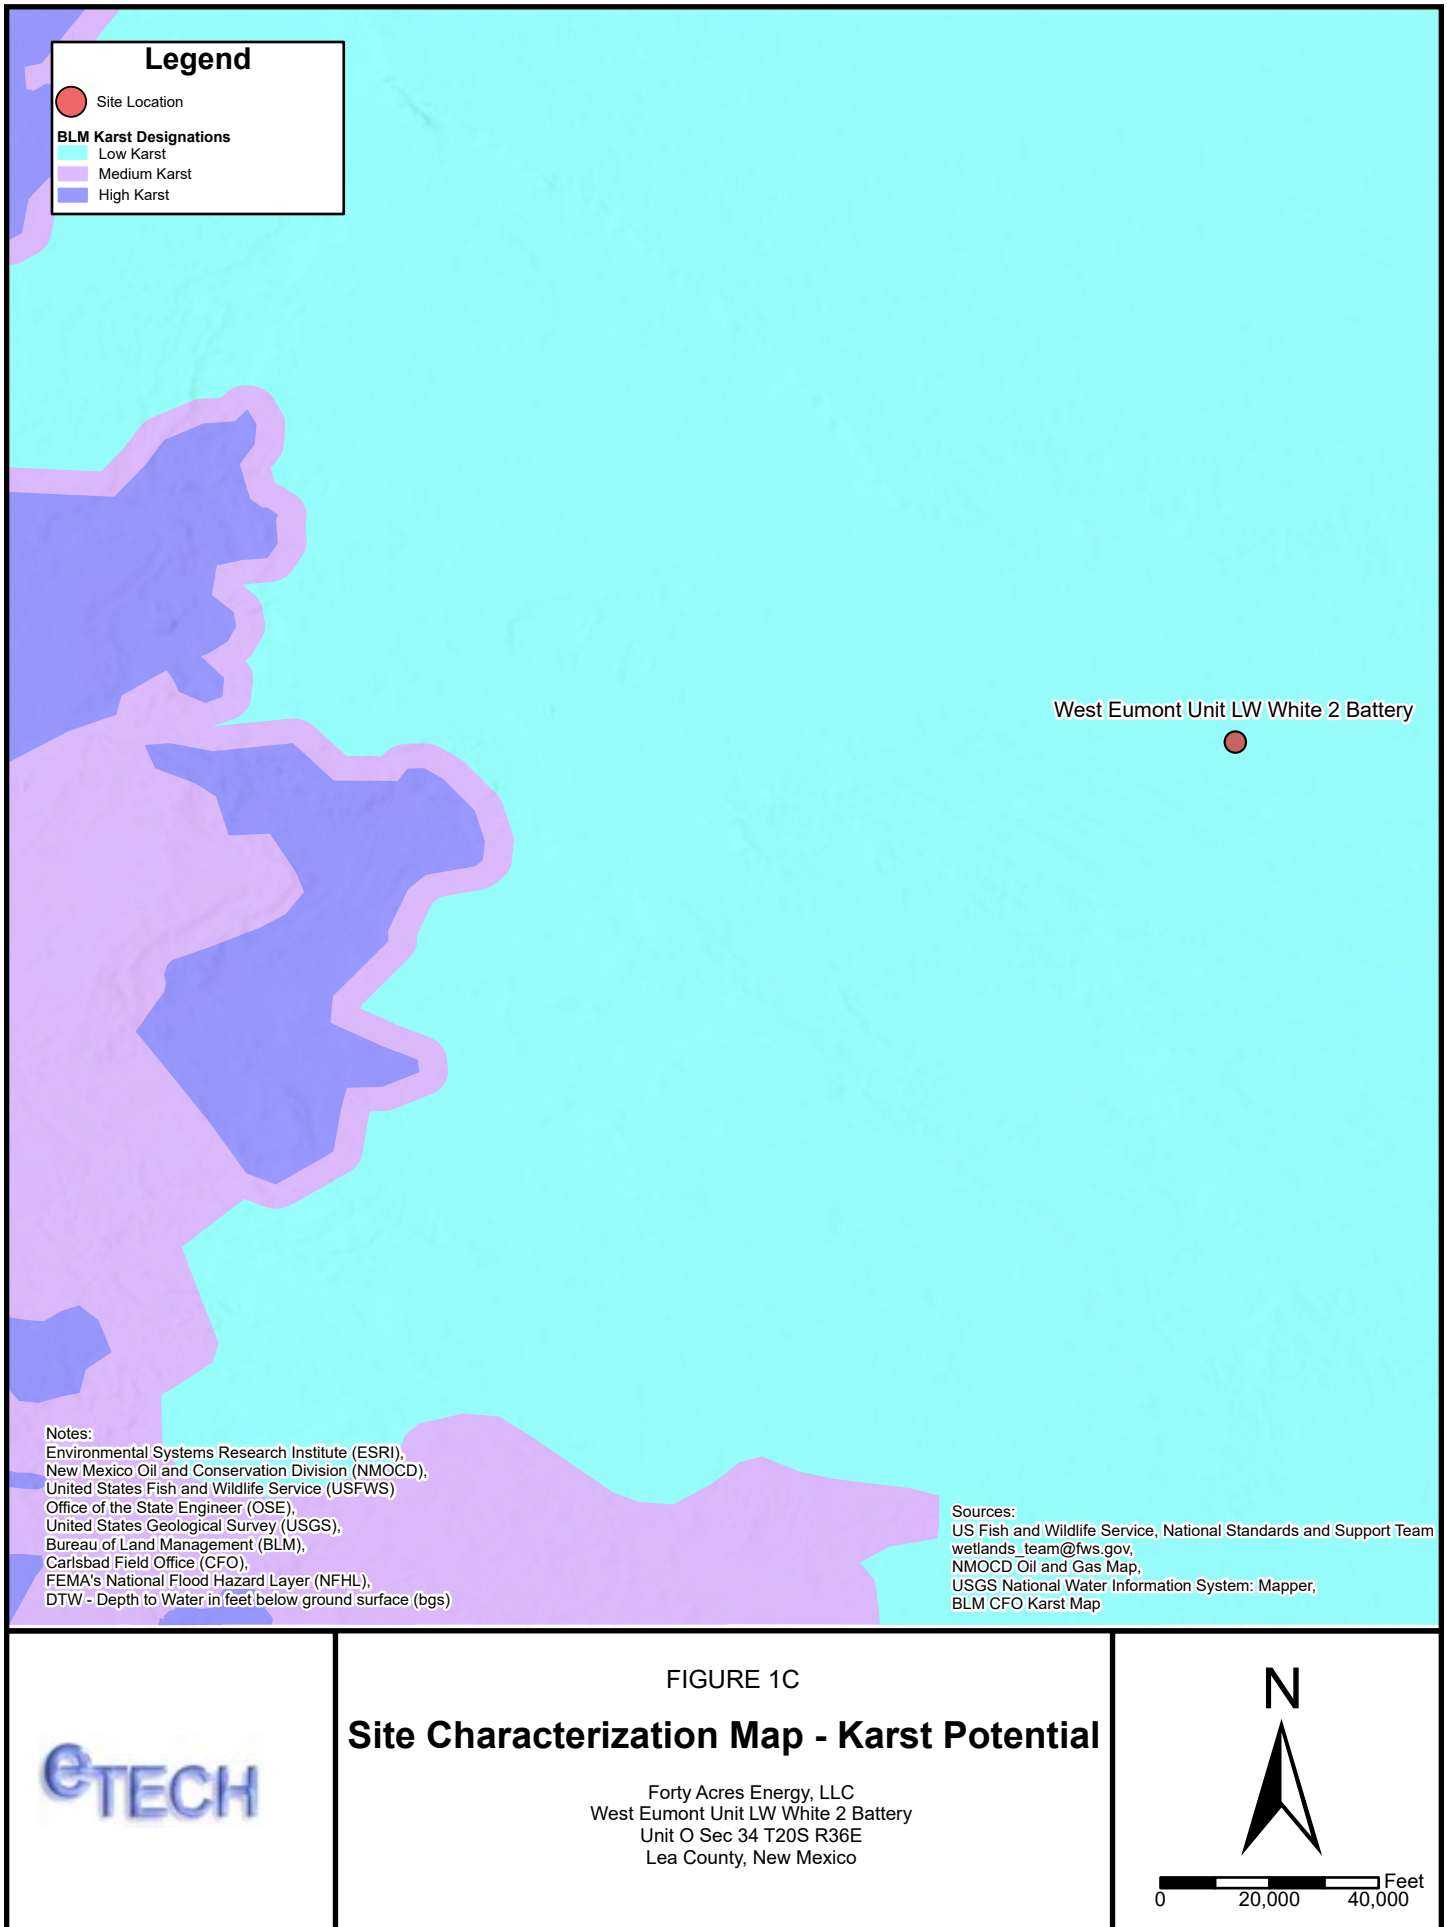 Legend
Site Location
BLM Karst Designations
Low Karst
Medium Karst
High Karst
West Eumont Unit LW White 2 Battery
Notes:
Environmental Systems Research Institute (ESRI),
New Mexico Oil and Conservation Division (NMOCD),
United States Fish and Wildlife Service (USFWS)
Office of the State Engineer (OSE),
United States Geological Survey (USGS),
Bureau of Land Management (BLM),
Carlsbad Field Office (CFO),
FEMA's National Flood Hazard Layer (NFHL),
DTW - Depth to Water in feet below ground surface (bgs)
Sources:
US Fish and Wildlife Service, National Standards and Support Team
wetlands_team@fws.gov,
NMOCD Oil and Gas Map,
USGS National Water Information System: Mapper,
BLM CFO Karst Map
eTECH
FIGURE 1C
Site Characterization Map - Karst Potential
Forty Acres Energy, LLC
West Eumont Unit LW White 2 Battery
Unit O Sec 34 T20S R36E
Lea County, New Mexico
N
Feet
0 20,000 40,000